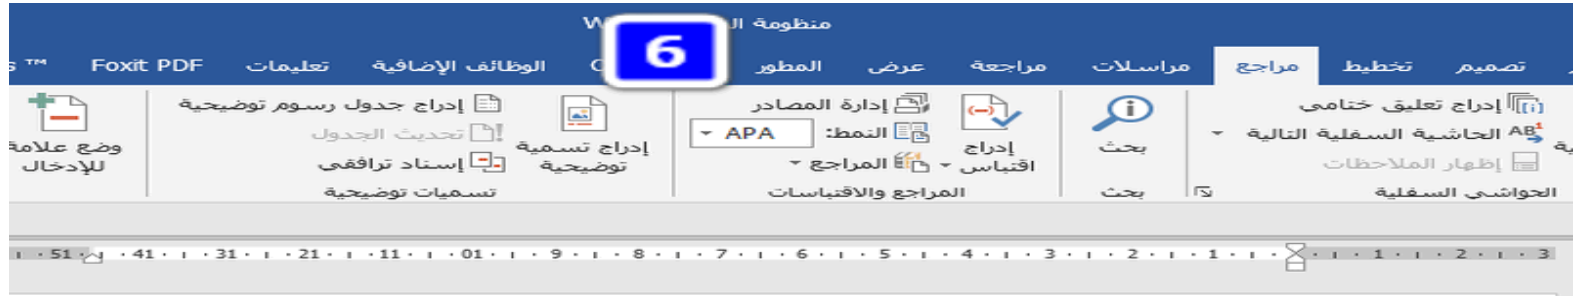 منظومة
6
تصميم تخطيط مراجع مراسلات مراجعة عرض المطور الوظائف الإضافية تعليمات Foxit PDF s ™
إدراج تعليق ختامي
الحاشية السفلية التالية
إظهار الملاحظات
الحواشي السفلية
بحث
بحث
إدراج
اقتباس
إدارة المصادر
النمط: APA
المراجع
المراجع والاقتباسات
إدراج تسمية
توضيحية
إدراج جدول رسوم توضيحية
تحديث الجدول
إسناد ترافقي
تسميات توضيحية
وضع علامة
للإدخال
51 41 31 21 11 01 9 8 7 6 5 4 3 2 1 1 2 3